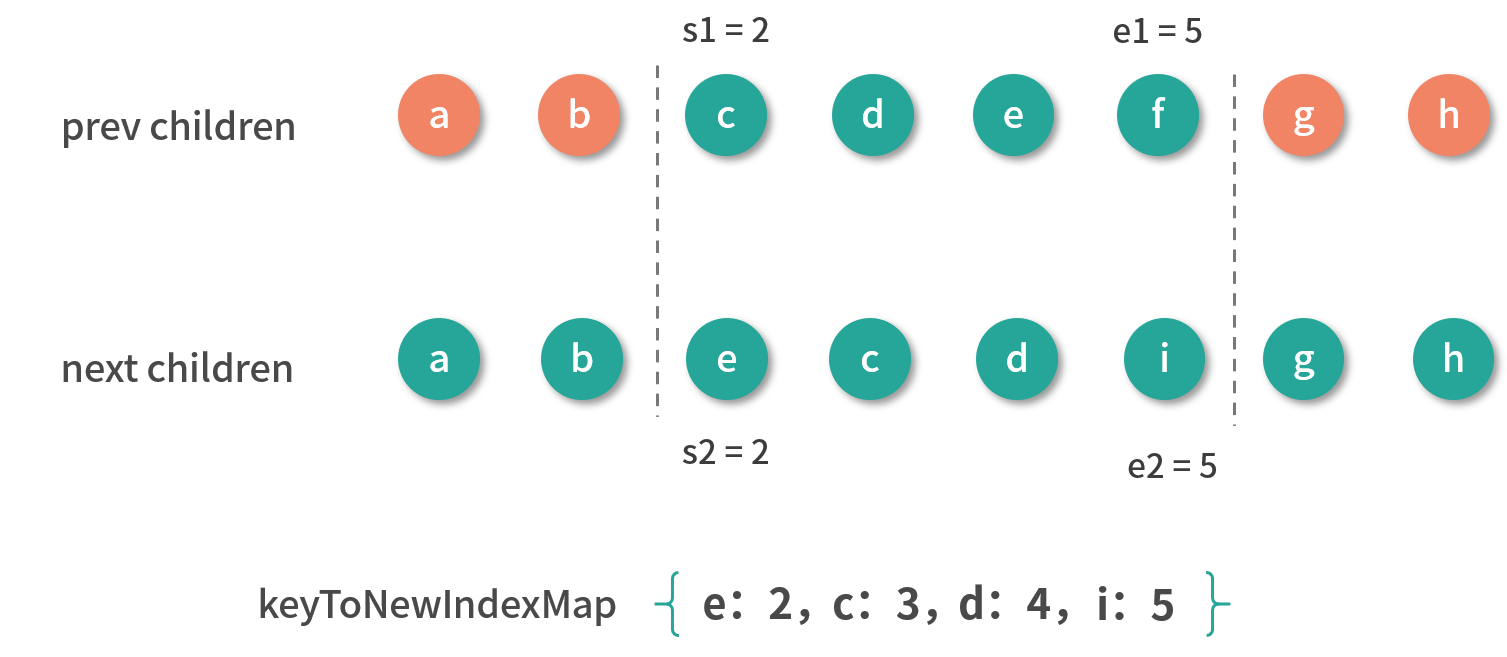 s1 = 2 e1 = 5
prev children a b c d e f g h
next children a b e c d i g h
s2 = 2 e2 = 5
keyToNewIndexMap { e: 2, c: 3, d: 4, i: 5 }